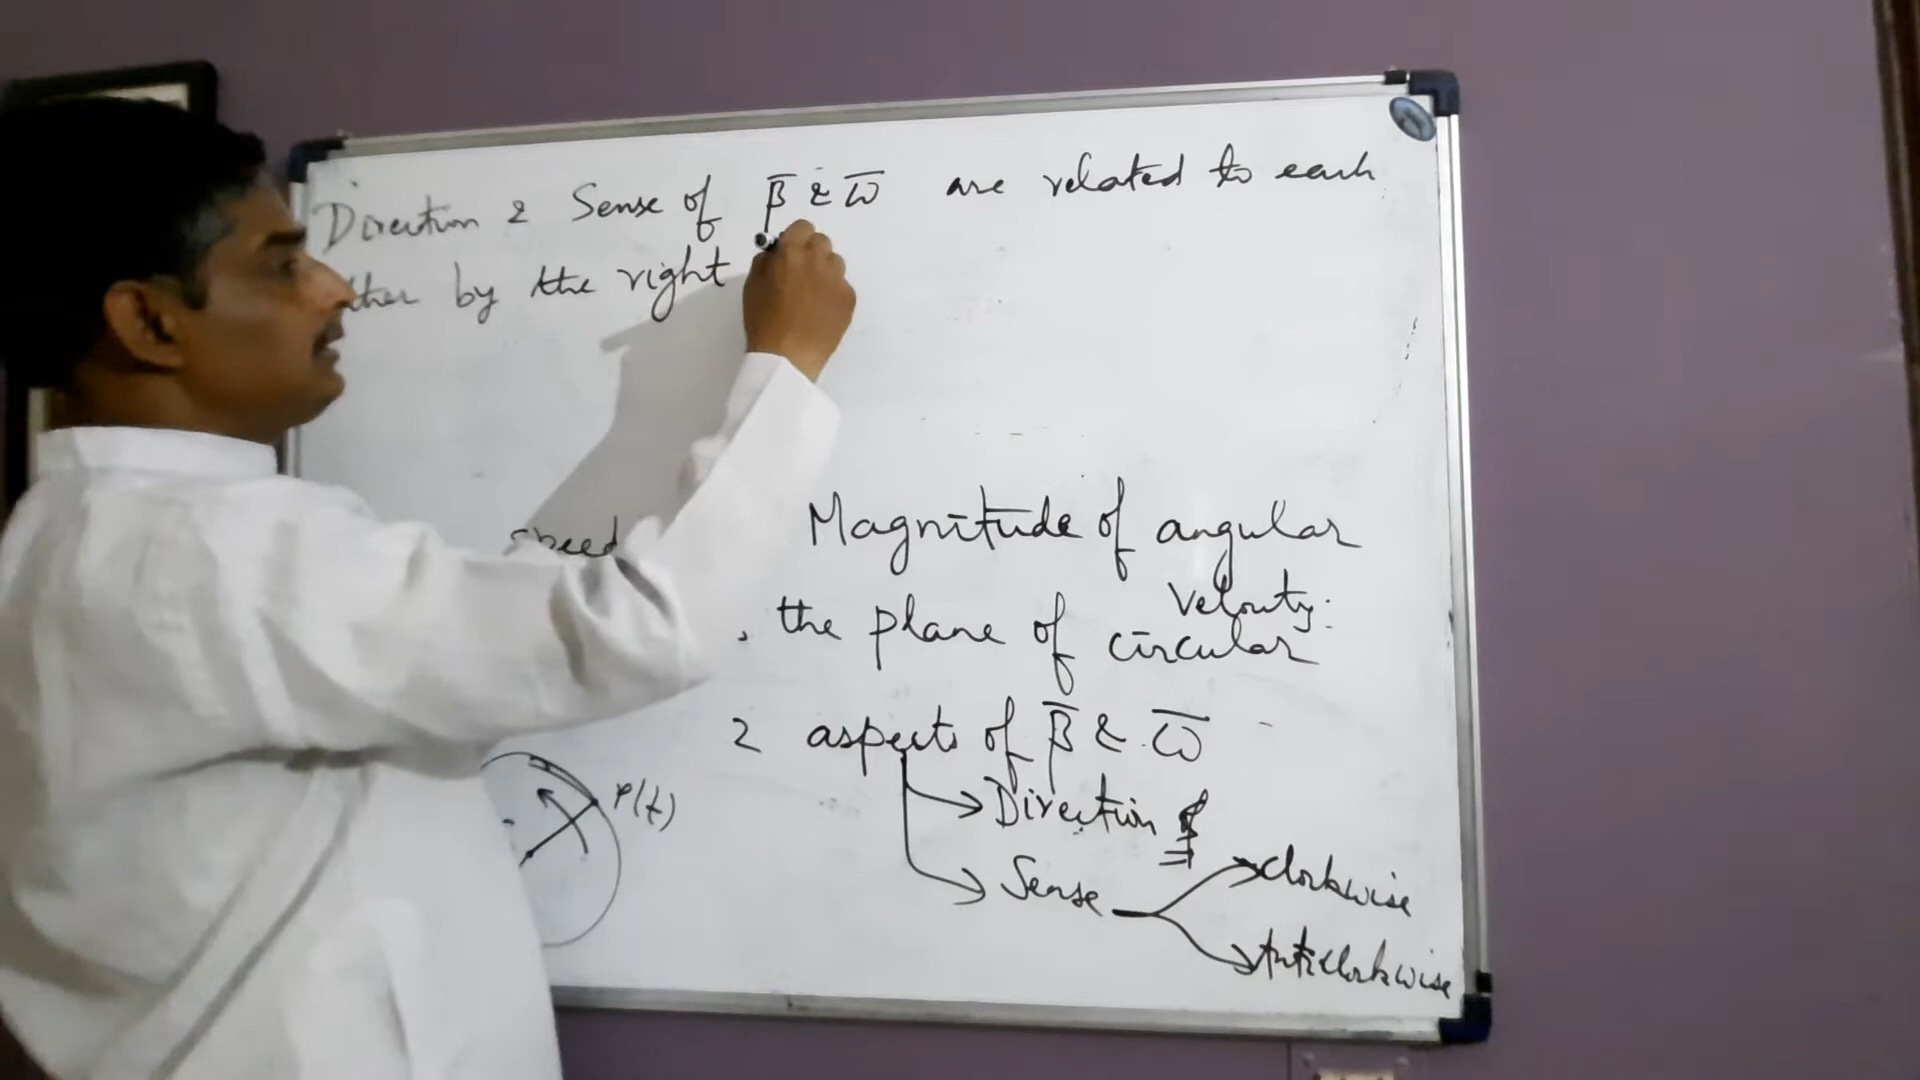 Direction & Sense of β̅ & ω̅ are related to each
ther by the right
speed
Magnitude of angular
Velocity:
, the plane of circular
2 aspects of β̅ & ω̅
Direction
Sense
clockwise
Anticlockwise
P(t)